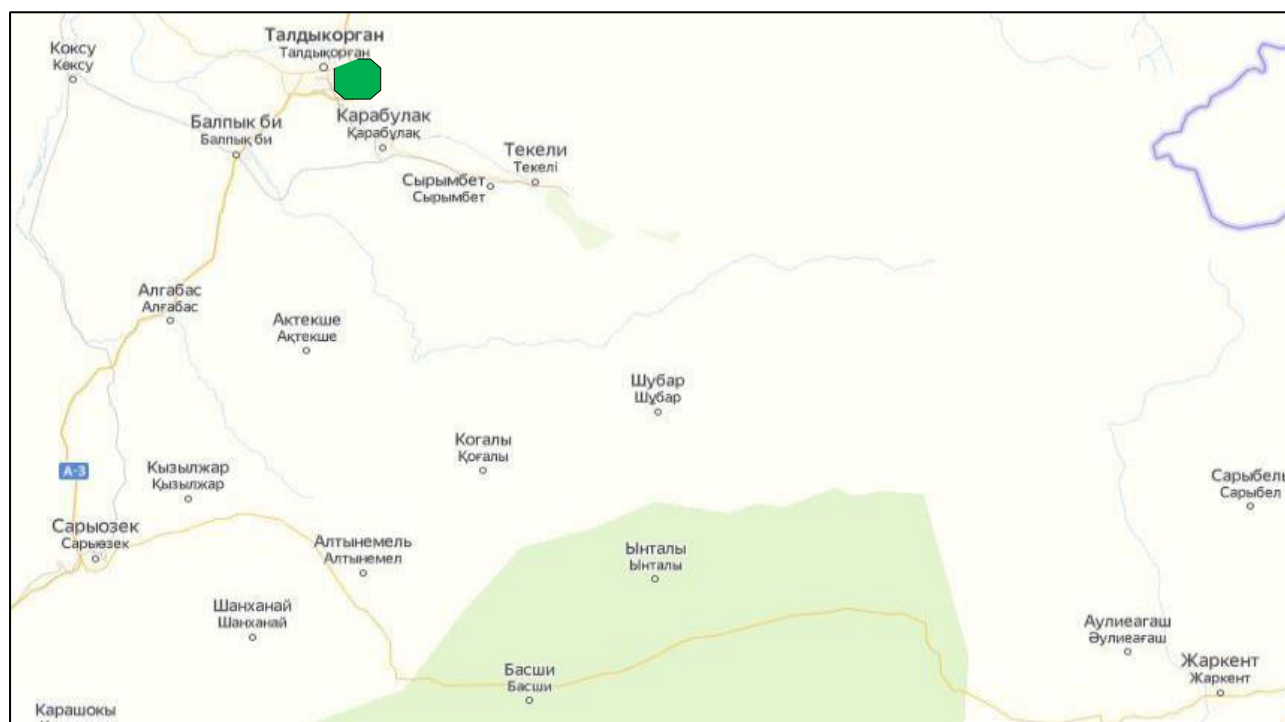 Талдыкорган
Талдықорған
Коксу
Көксу
Балпык би
Балпық би
Карабулак
Қарабұлақ
Текели
Текелі
Сырымбет
Сырымбет
Алгабас
Алғабас
Актекше
Ақтекше
Шубар
Шұбар
Когалы
Қоғалы
А-3
Кызылжар
Қызылжар
Сарыбель
Сарыбел
Сарыозек
Сарыөзек
Алтынемель
Алтынемел
Ынталы
Ынталы
Шанханай
Шанханай
Аулиеагаш
Әулиеағаш
Басши
Басши
Жаркент
Жаркент
Карашокы